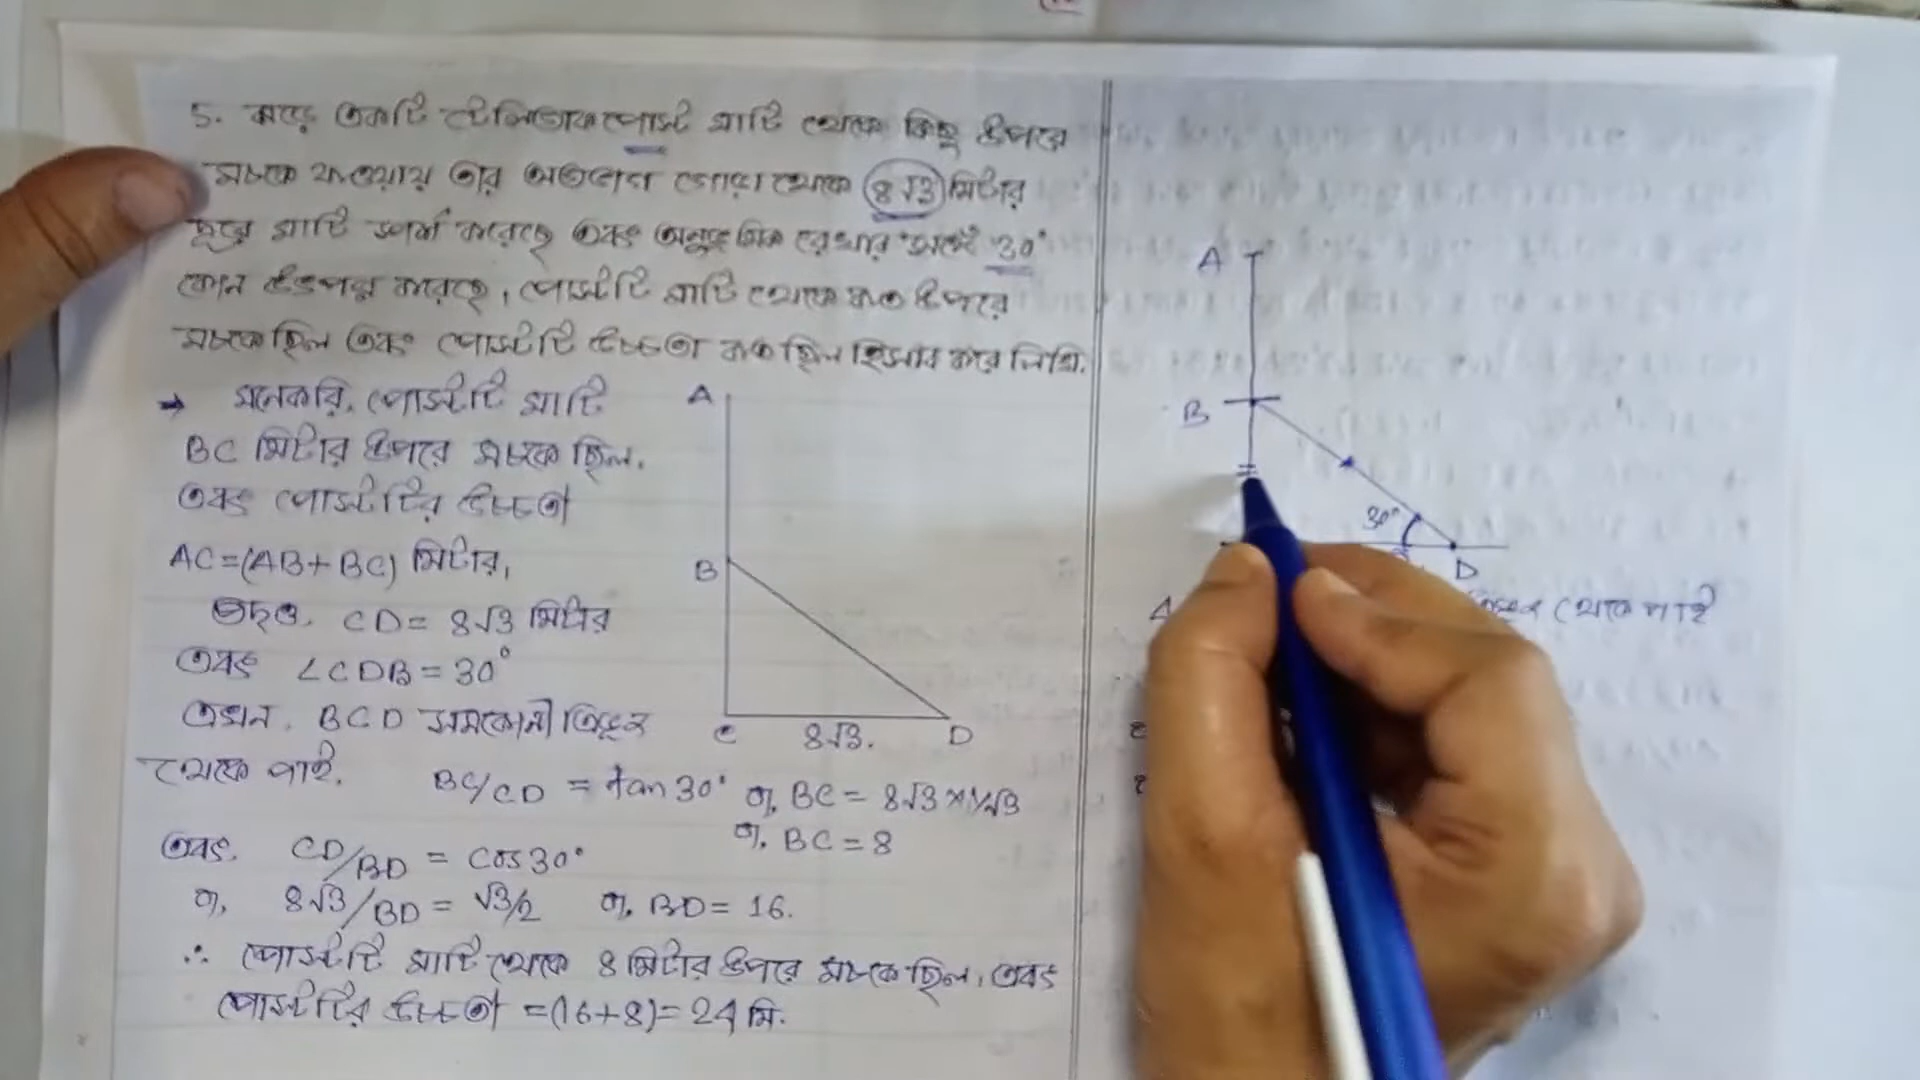 5. ঝড়ে একটি টেলিগ্রাফপোস্ট মাটি থেকে কিছু উপরে
মচকে যাওয়ায় তার অগ্রভাগ গোড়া থেকে 8√3 মিটার
দূরে মাটি স্পর্শ করেছে এবং অনুভূমিক রেখার সঙ্গে 30°
কোন উৎপন্ন করেছে, পোস্টটি মাটি থেকে কত উপরে
মচকেছিল এবং পোস্টটি উচ্চতা কত ছিল হিসাব করে লিখি.
→ মনেকরি, পোস্টটি মাটি
BC মিটার উপরে মচকে ছিল.
এবং পোস্টটির উচ্চতা
AC=(AB+BC) মিটার,
CD= 8√3 মিটার
এবং ∠CDB = 30°
এখন. BCD সমকোনী ত্রিভুজ
থেকে পাই. BC/CD = tan 30° বা, BC = 8√3 × 1/√3
বা, BC = 8
এবং. CD/BD = Cos 30°
বা, 8√3/BD = √3/2 বা, BD = 16.
∴ পোস্টটি মাটি থেকে 8 মিটার উপরে মচকে ছিল, এবং
পোস্টটির উচ্চতা =(16+8)= 24 মি.
A
B
C 8√3. D
A
B
30°
D
থেকে পাই